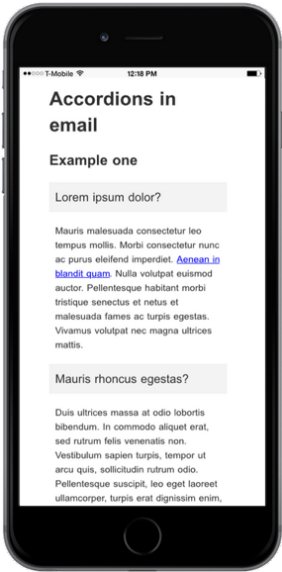 T-Mobile 12:18 PM
Accordions in
email
Example one
Lorem ipsum dolor?
Mauris malesuada consectetur leo
tempus mollis. Morbi consectetur nunc
ac purus eleifend imperdiet. Aenean in
blandit quam. Nulla volutpat euismod
auctor. Pellentesque habitant morbi
tristique senectus et netus et
malesuada fames ac turpis egestas.
Vivamus volutpat nec magna ultrices
mattis.
Mauris rhoncus egestas?
Duis ultrices massa at odio lobortis
bibendum. In commodo aliquet erat,
sed rutrum felis venenatis non.
Vestibulum sapien turpis, tempor ut
arcu quis, sollicitudin rutrum odio.
Pellentesque suscipit, leo eget laoreet
ullamcorper, turpis erat dignissim enim,